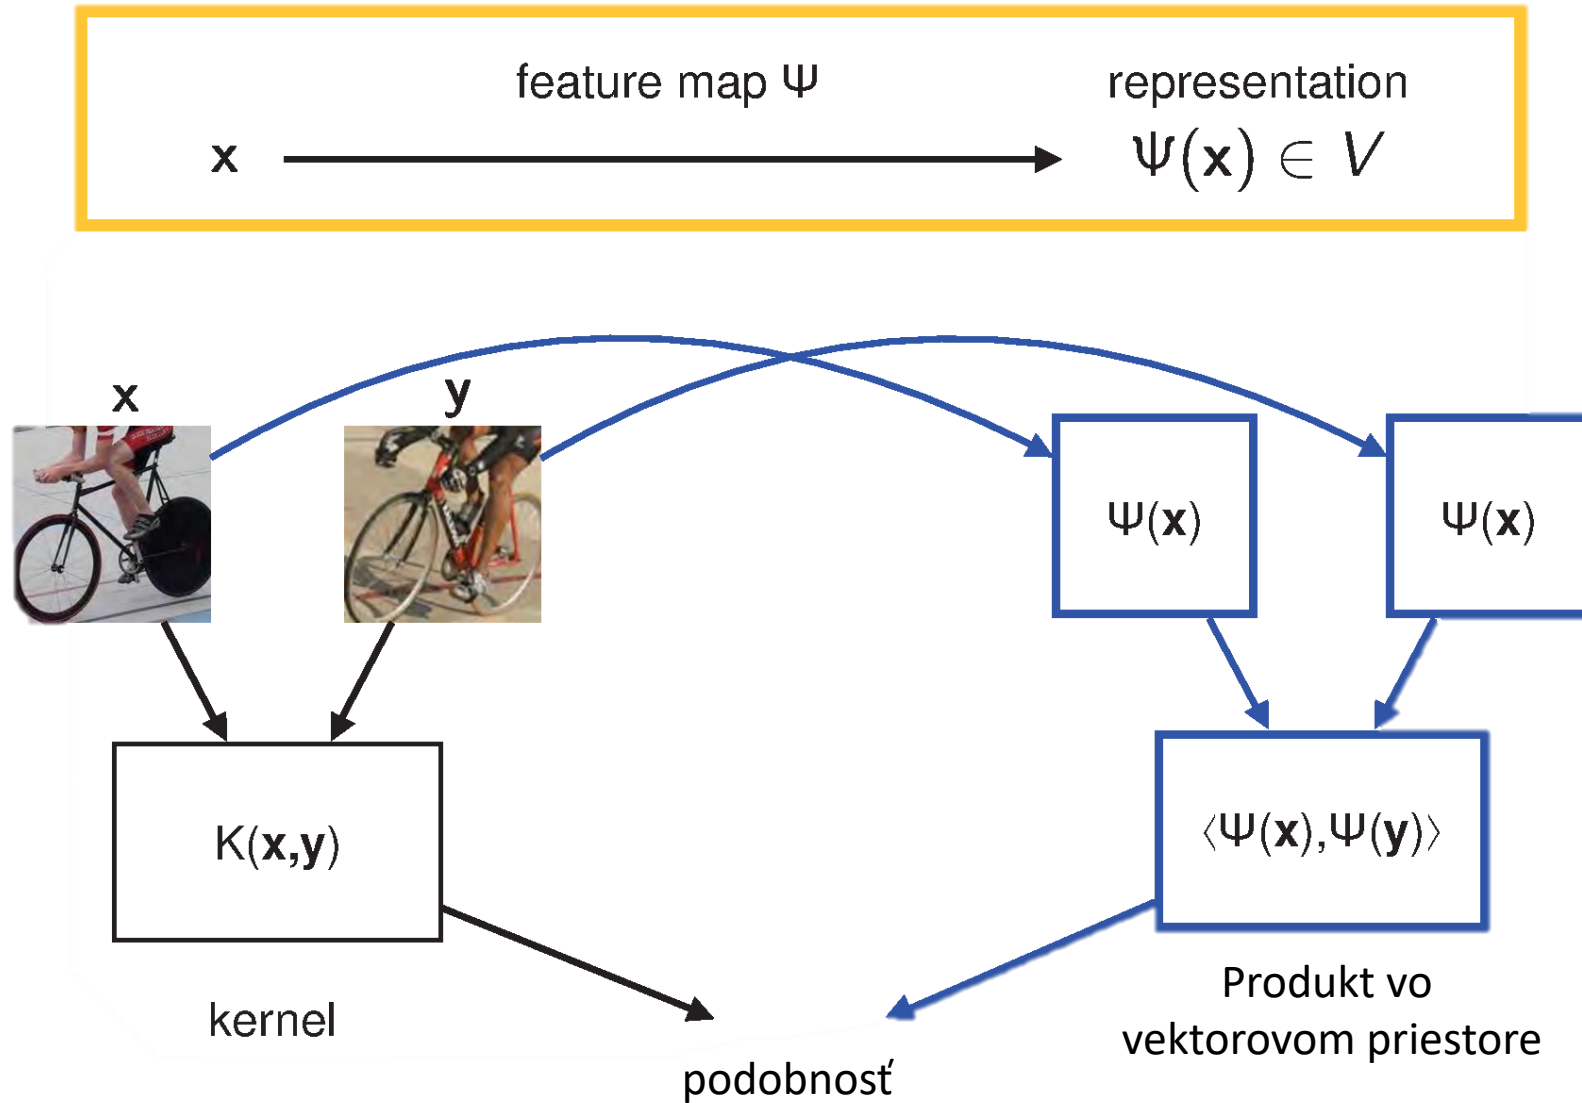 feature map Ψ
representation
x
Ψ(x) ∈ V
x
y
Ψ(x)
Ψ(x)
K(x,y)
⟨Ψ(x),Ψ(y)⟩
kernel
Produkt vo
vektorovom priestore
podobnosť